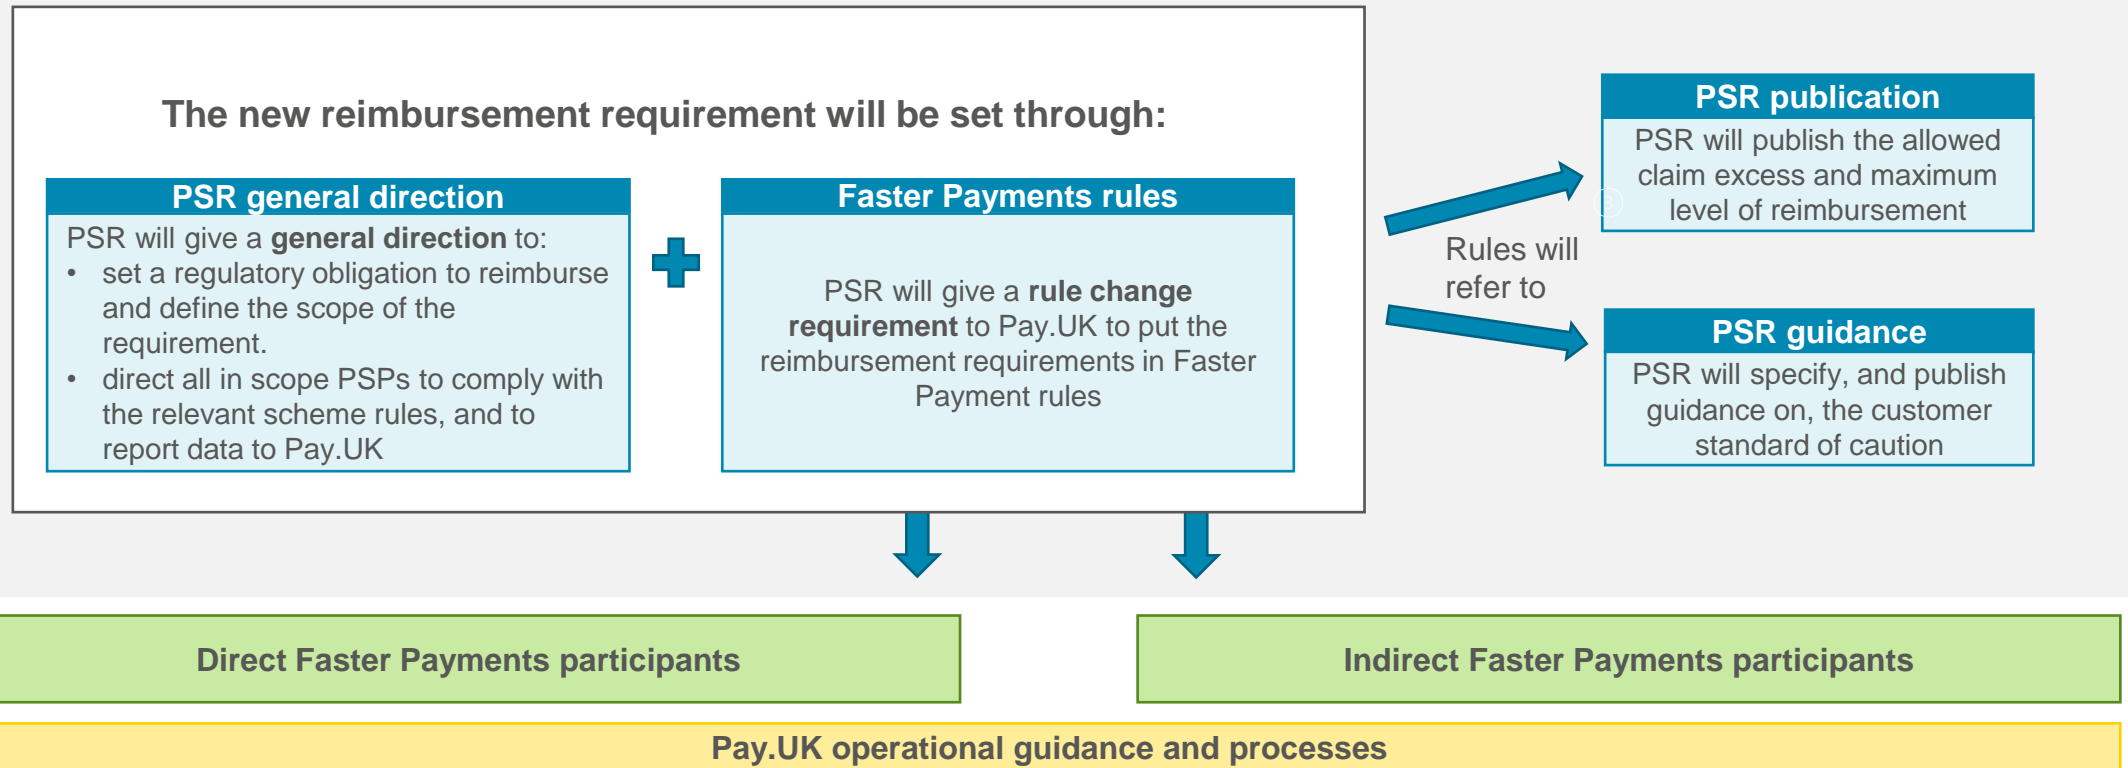 The new reimbursement requirement will be set through:
PSR general direction
PSR will give a general direction to:
• set a regulatory obligation to reimburse
and define the scope of the
requirement.
• direct all in scope PSPs to comply with
the relevant scheme rules, and to
report data to Pay.UK
Faster Payments rules
PSR will give a rule change
requirement to Pay.UK to put the
reimbursement requirements in Faster
Payment rules
Rules will
refer to
PSR publication
PSR will publish the allowed
claim excess and maximum
level of reimbursement
③
PSR guidance
PSR will specify, and publish
guidance on, the customer
standard of caution
Direct Faster Payments participants
Indirect Faster Payments participants
Pay.UK operational guidance and processes